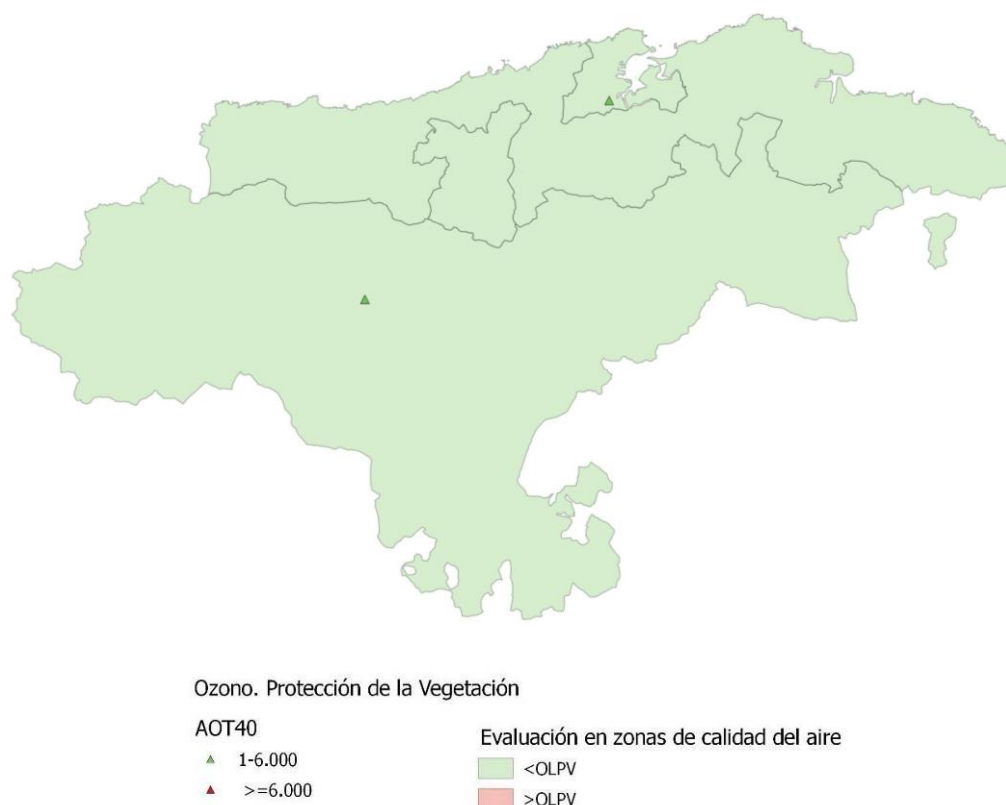 Ozono. Protección de la Vegetación
AOT40
1-6.000
>=6.000
Evaluación en zonas de calidad del aire
<OLPV
>OLPV